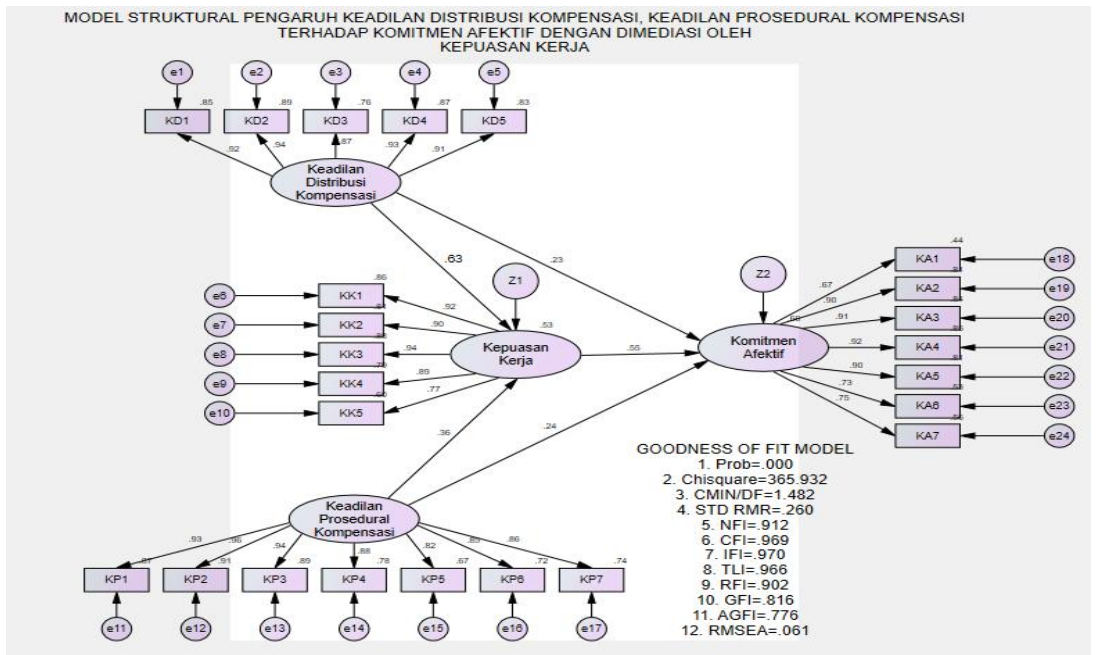 MODEL STRUKTURAL PENGARUH KEADILAN DISTRIBUSI KOMPENSASI, KEADILAN PROSEDURAL KOMPENSASI
TERHADAP KOMITMEN AFEKTIF DENGAN DIMEDIASI OLEH
KEPUASAN KERJA
e1 e2 e3 e4 e5
.85 .89 .76 .87 .83
KD1 KD2 KD3 KD4 KD5
.92 .94 .87 .93 .91
Keadilan
Distribusi
Kompensasi
.63 .23
.44
KA1 e18
KA2 e19
KA3 e20
KA4 e21
KA5 e22
KA6 e23
KA7 e24
.67
.90
.91
.92
.90
.73
.75
Z1 Z2
.86
e6 KK1 .92
e7 KK2 .90
e8 KK3 .94
e9 KK4 .89
e10 KK5 .77
.53
Kepuasan
Kerja
.55
Komitmen
Afektif
.36 .24
Keadilan
Prosedural
Kompensasi
.93 .96 .94 .88 .82 .85 .86
.87 .91 .89 .78 .67 .72 .74
KP1 KP2 KP3 KP4 KP5 KP6 KP7
e11 e12 e13 e14 e15 e16 e17
GOODNESS OF FIT MODEL
1. Prob=.000
2. Chisquare=365.932
3. CMIN/DF=1.482
4. STD RMR=.260
5. NFI=.912
6. CFI=.969
7. IFI=.970
8. TLI=.966
9. RFI=.902
10. GFI=.816
11. AGFI=.776
12. RMSEA=.061